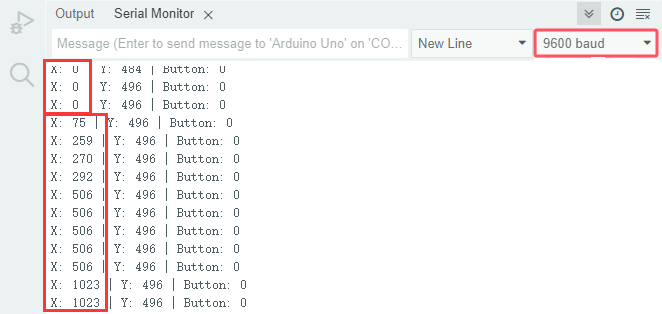 Output Serial Monitor
Message (Enter to send message to 'Arduino Uno' on 'CO... New Line 9600 baud
X: 0 | Y: 484 | Button: 0
X: 0 | Y: 496 | Button: 0
X: 0 | Y: 496 | Button: 0
X: 75 | Y: 496 | Button: 0
X: 259 | Y: 496 | Button: 0
X: 270 | Y: 496 | Button: 0
X: 292 | Y: 496 | Button: 0
X: 506 | Y: 496 | Button: 0
X: 506 | Y: 496 | Button: 0
X: 506 | Y: 496 | Button: 0
X: 506 | Y: 496 | Button: 0
X: 506 | Y: 496 | Button: 0
X: 1023 | Y: 496 | Button: 0
X: 1023 | Y: 496 | Button: 0